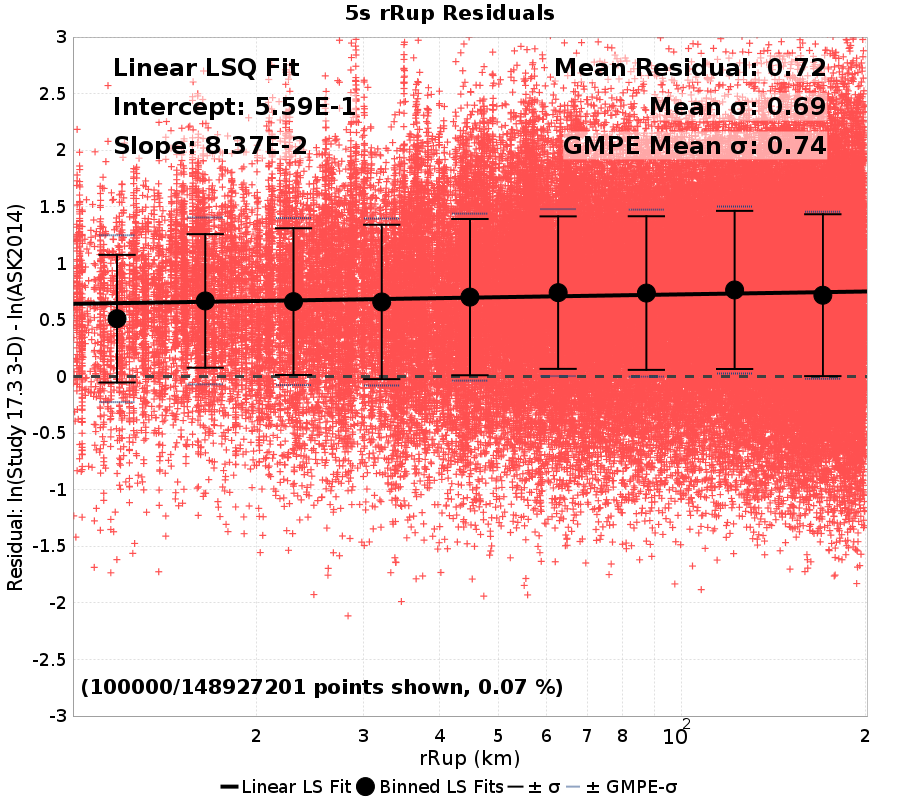 5s rRup Residuals
Linear LSQ Fit
Intercept: 5.59E-1
Slope: 8.37E-2
Mean Residual: 0.72
Mean σ: 0.69
GMPE Mean σ: 0.74
Residual: ln(Study 17.3 3-D) - ln(ASK2014)
3
2.5
2
1.5
1
0.5
0
-0.5
-1
-1.5
-2
-2.5
-3
(100000/148927201 points shown, 0.07 %)
2 3 4 5 6 7 8 10² 2
rRup (km)
Linear LS Fit Binned LS Fits ± σ ± GMPE-σ